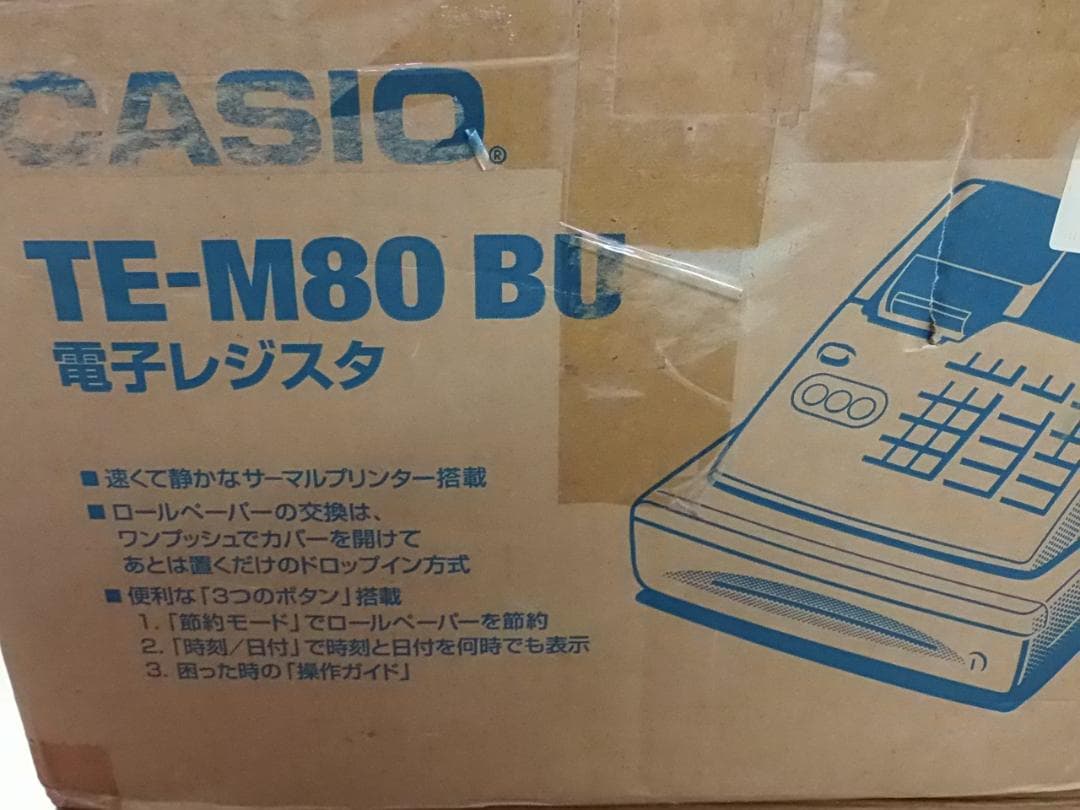 CASIO®
TE-M80 BU
電子レジスタ
■ 速くて静かなサーマルプリンター搭載
■ ロールペーパーの交換は、
ワンプッシュでカバーを開けて
あとは置くだけのドロップイン方式
■ 便利な「3つのボタン」搭載
1. 「節約モード」でロールペーパーを節約
2. 「時刻/日付」で時刻と日付を何時でも表示
3. 困った時の「操作ガイド」